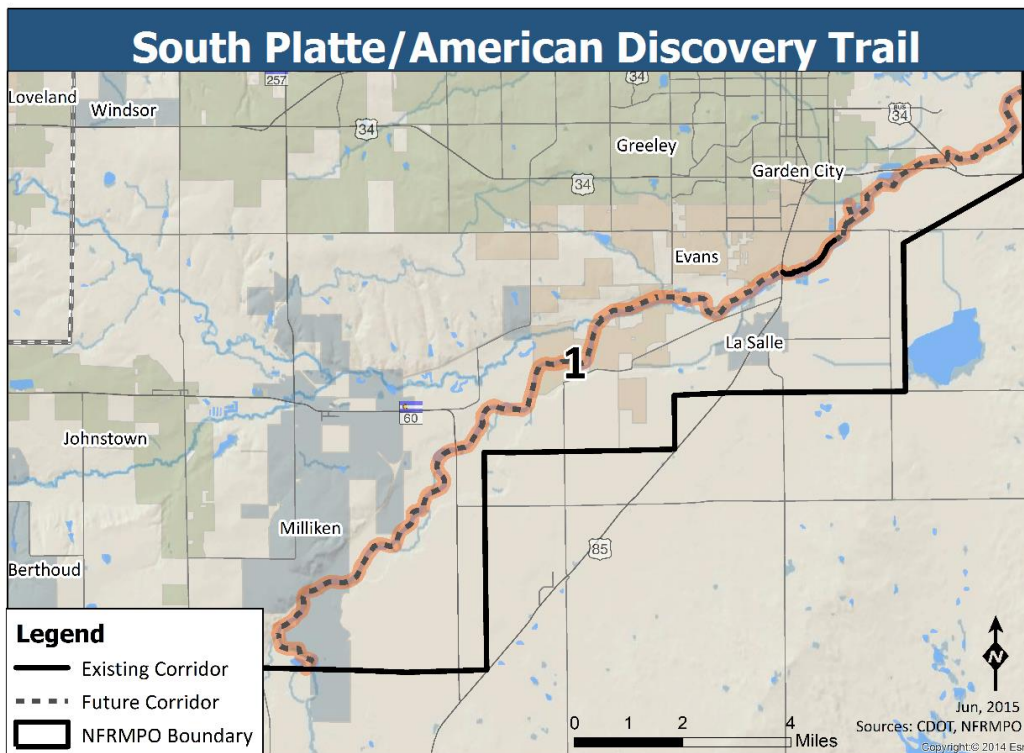 South Platte/American Discovery Trail
257
34
Loveland
Windsor
BUS
34
34
Greeley
Garden City
34
Evans
La Salle
1
60
Johnstown
Milliken
85
Berthoud
Legend
Existing Corridor
Future Corridor
NFRMPO Boundary
N
0 1 2 4
Miles
Jun, 2015
Sources: CDOT, NFRMPO
Copyright:© 2014 Es